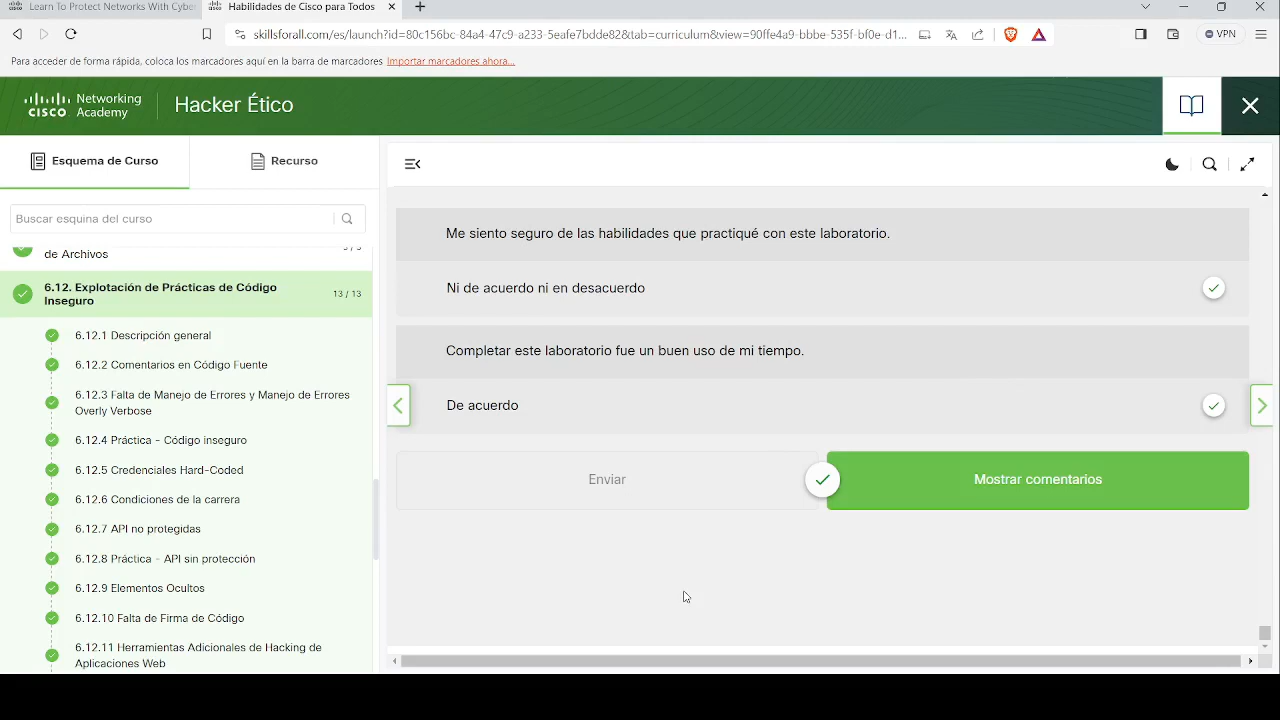 Learn To Protect Networks With Cyber
Habilidades de Cisco para Todos
skillsforall.com/es/launch?id=80c156bc-84a4-47c9-a233-5eafe7bdde82&tab=curriculum&view=90ffe4a9-bbbe-535f-bf0e-d1...
VPN
Para acceder de forma rápida, coloca los marcadores aquí en la barra de marcadores Importar marcadores ahora...
cisco Networking Academy
Hacker Ético
Esquema de Curso
Recurso
Buscar esquina del curso
de Archivos
6.12. Explotación de Prácticas de Código
Inseguro
13 / 13
6.12.1 Descripción general
6.12.2 Comentarios en Código Fuente
6.12.3 Falta de Manejo de Errores y Manejo de Errores
Overly Verbose
6.12.4 Práctica - Código inseguro
6.12.5 Credenciales Hard-Coded
6.12.6 Condiciones de la carrera
6.12.7 API no protegidas
6.12.8 Práctica - API sin protección
6.12.9 Elementos Ocultos
6.12.10 Falta de Firma de Código
6.12.11 Herramientas Adicionales de Hacking de
Aplicaciones Web
Me siento seguro de las habilidades que practiqué con este laboratorio.
Ni de acuerdo ni en desacuerdo
Completar este laboratorio fue un buen uso de mi tiempo.
De acuerdo
Enviar
Mostrar comentarios